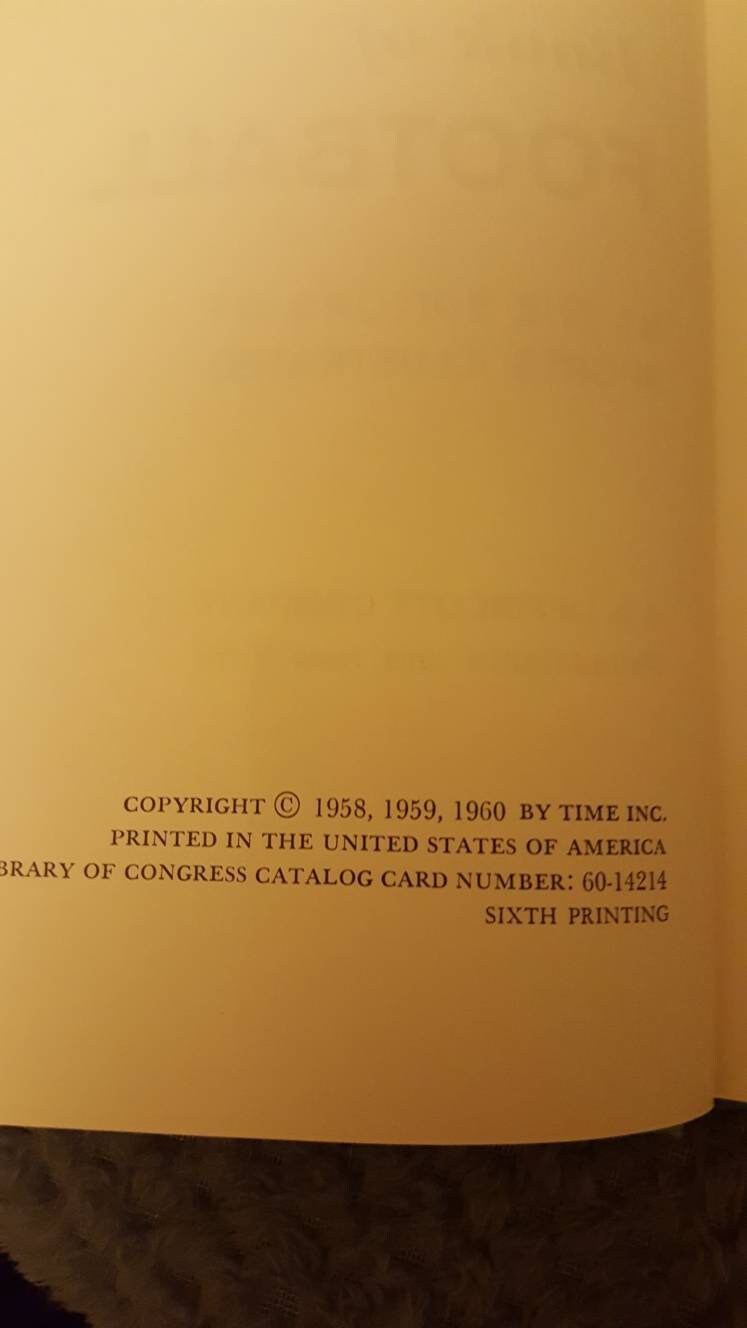 FOOTBALL
COPYRIGHT © 1958, 1959, 1960 BY TIME INC.
PRINTED IN THE UNITED STATES OF AMERICA
BRARY OF CONGRESS CATALOG CARD NUMBER: 60-14214
SIXTH PRINTING